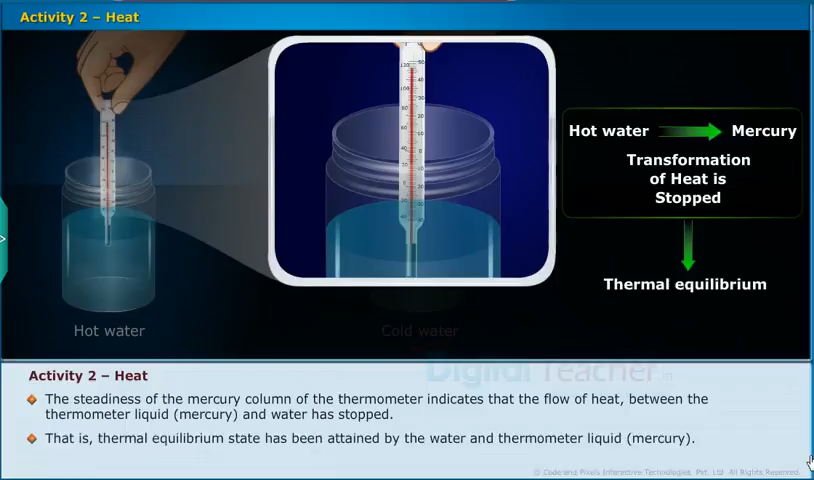 Activity 2 – Heat
Hot water
Mercury
Transformation
of Heat is
Stopped
Thermal equilibrium
Hot water
Cold water
Digital Teacher.in
Activity 2 – Heat
The steadiness of the mercury column of the thermometer indicates that the flow of heat, between the
thermometer liquid (mercury) and water has stopped.
That is, thermal equilibrium state has been attained by the water and thermometer liquid (mercury).
© Code and Pixels Interactive Technologies. Pvt. Ltd. All Rights Reserved.